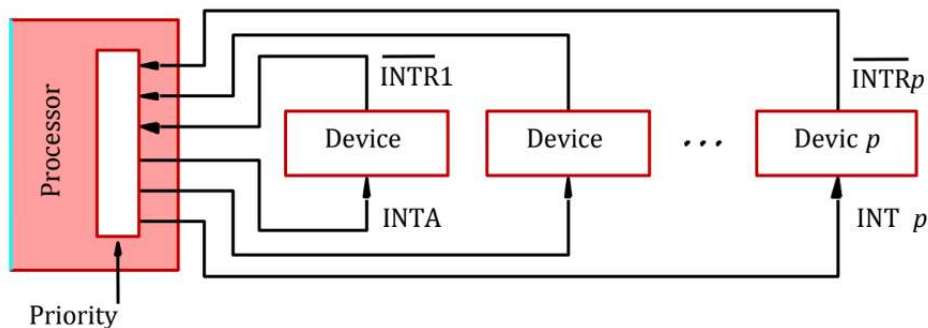 Processor
INTR1
INTRp
Device
Device
...
Devic p
INTA
INT p
Priority